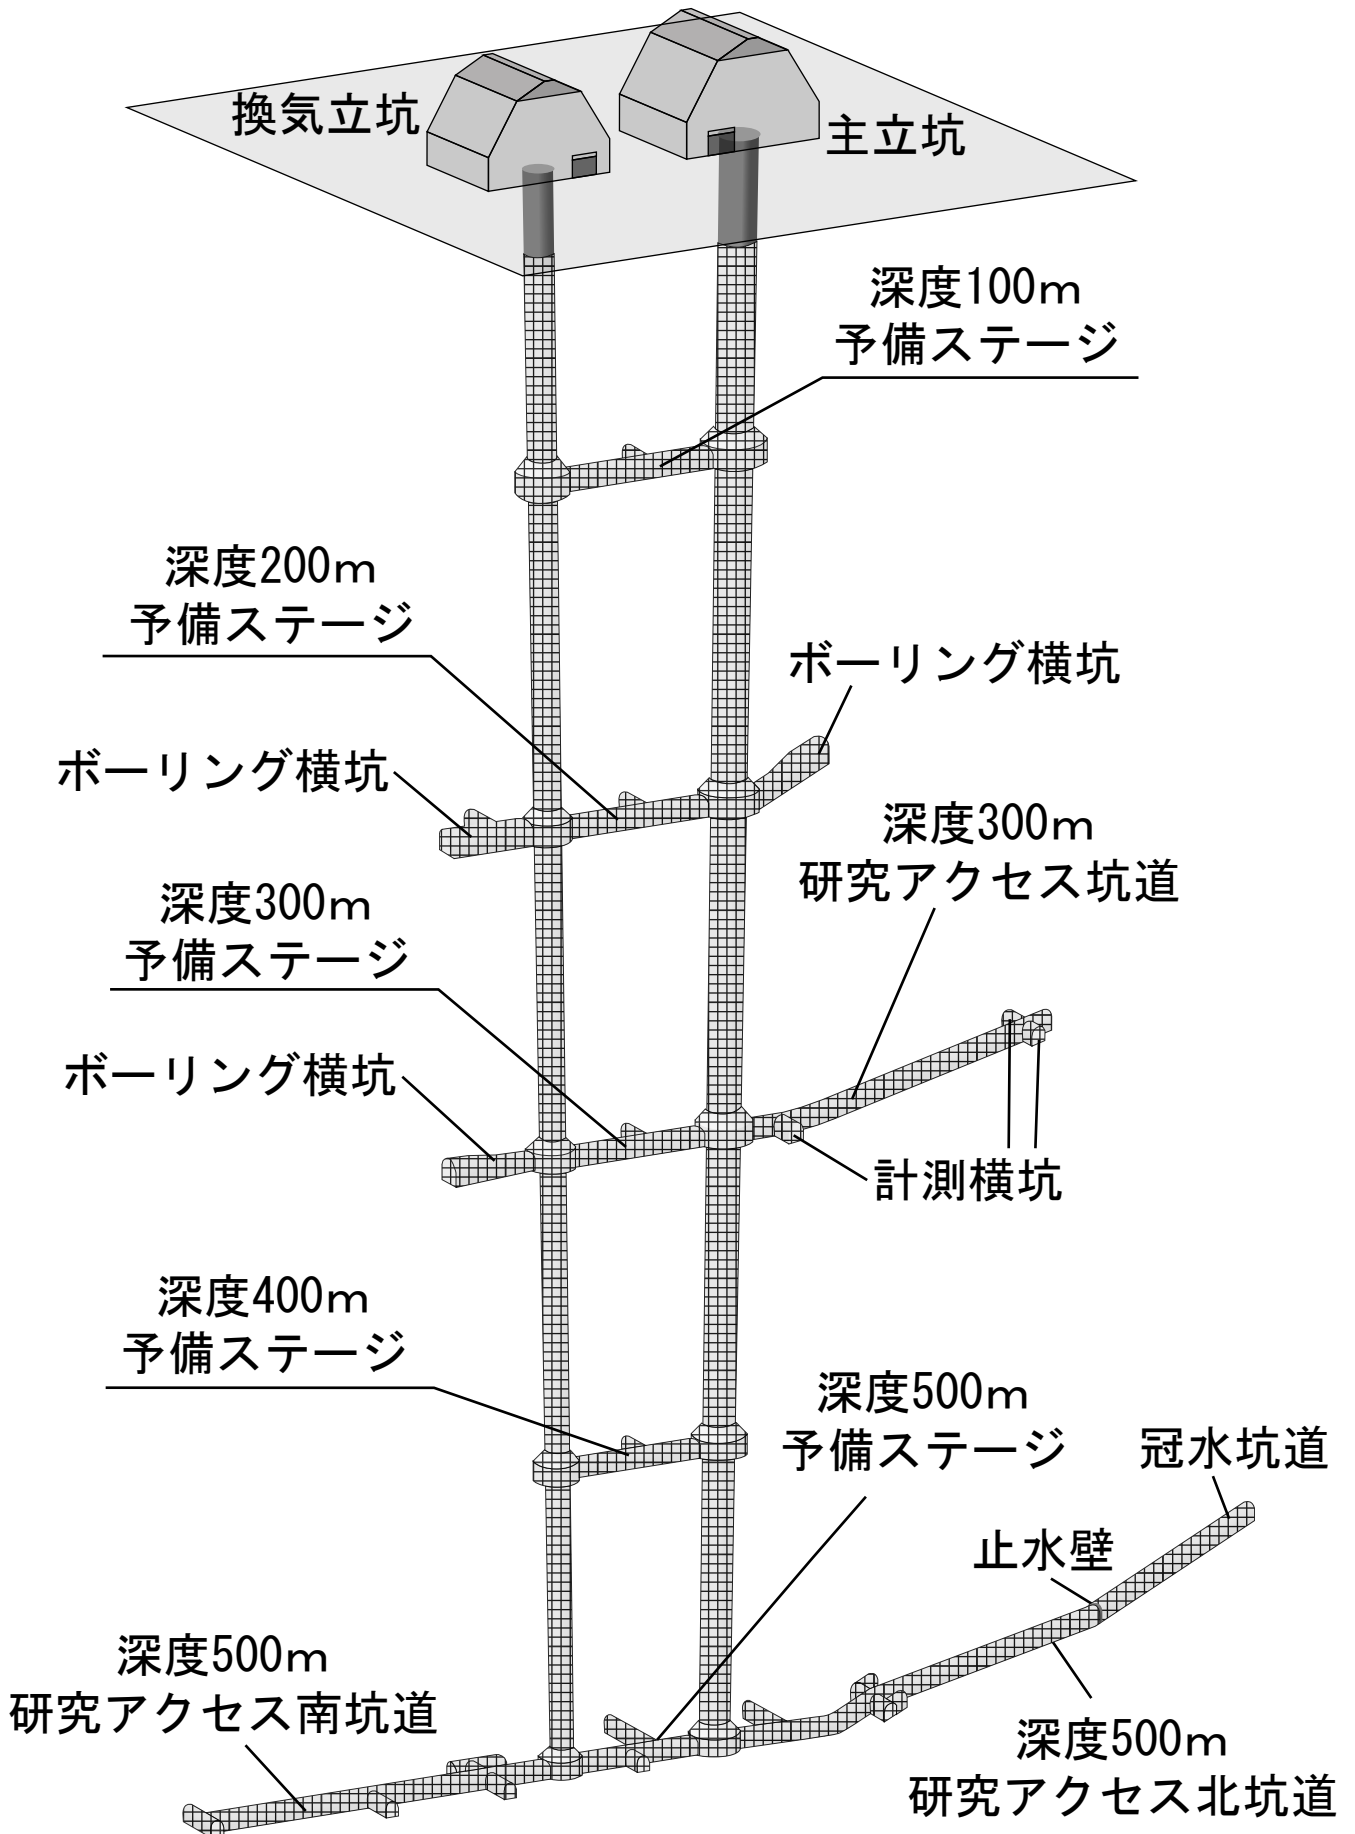 換気立坑
主立坑
深度100m
予備ステージ
深度200m
予備ステージ
ボーリング横坑
ボーリング横坑
深度300m
研究アクセス坑道
深度300m
予備ステージ
ボーリング横坑
計測横坑
深度400m
予備ステージ
深度500m
予備ステージ
冠水坑道
止水壁
深度500m
研究アクセス南坑道
深度500m
研究アクセス北坑道